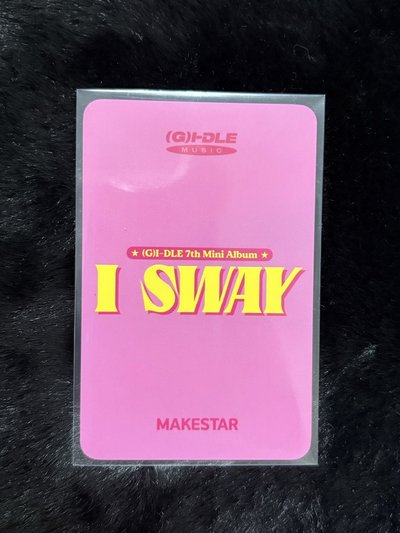 (G)I-DLE
MUSIC
★ (G)I-DLE 7th Mini Album ★
I SWAY
MAKESTAR